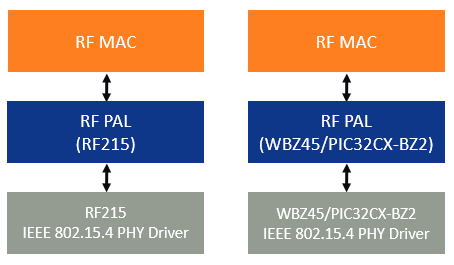 RF MAC
RF PAL
(RF215)
RF215
IEEE 802.15.4 PHY Driver
RF MAC
RF PAL
(WBZ45/PIC32CX-BZ2)
WBZ45/PIC32CX-BZ2
IEEE 802.15.4 PHY Driver